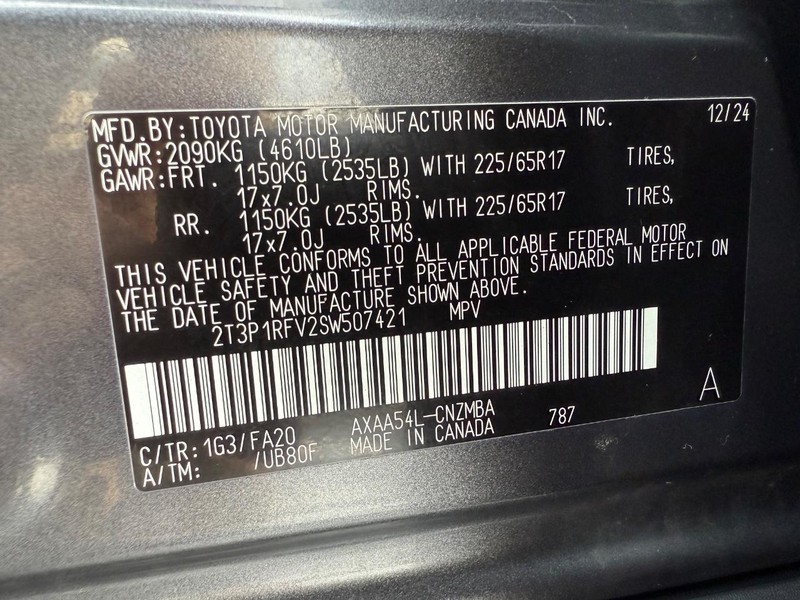 MFD.BY:TOYOTA MOTOR MANUFACTURING CANADA INC. 12/24
GVWR:2090KG (4610LB)
GAWR:FRT. 1150KG (2535LB) WITH 225/65R17 TIRES,
17x7.0J RIMS.
RR. 1150KG (2535LB) WITH 225/65R17 TIRES,
17x7.0J RIMS.
THIS VEHICLE CONFORMS TO ALL APPLICABLE FEDERAL MOTOR
VEHICLE SAFETY AND THEFT PREVENTION STANDARDS IN EFFECT ON
THE DATE OF MANUFACTURE SHOWN ABOVE.
2T3P1RFV2SW507421 MPV
A
C/TR:1G3/FA20 AXAA54L-CNZMBA 787
A/TM: /UB80F MADE IN CANADA